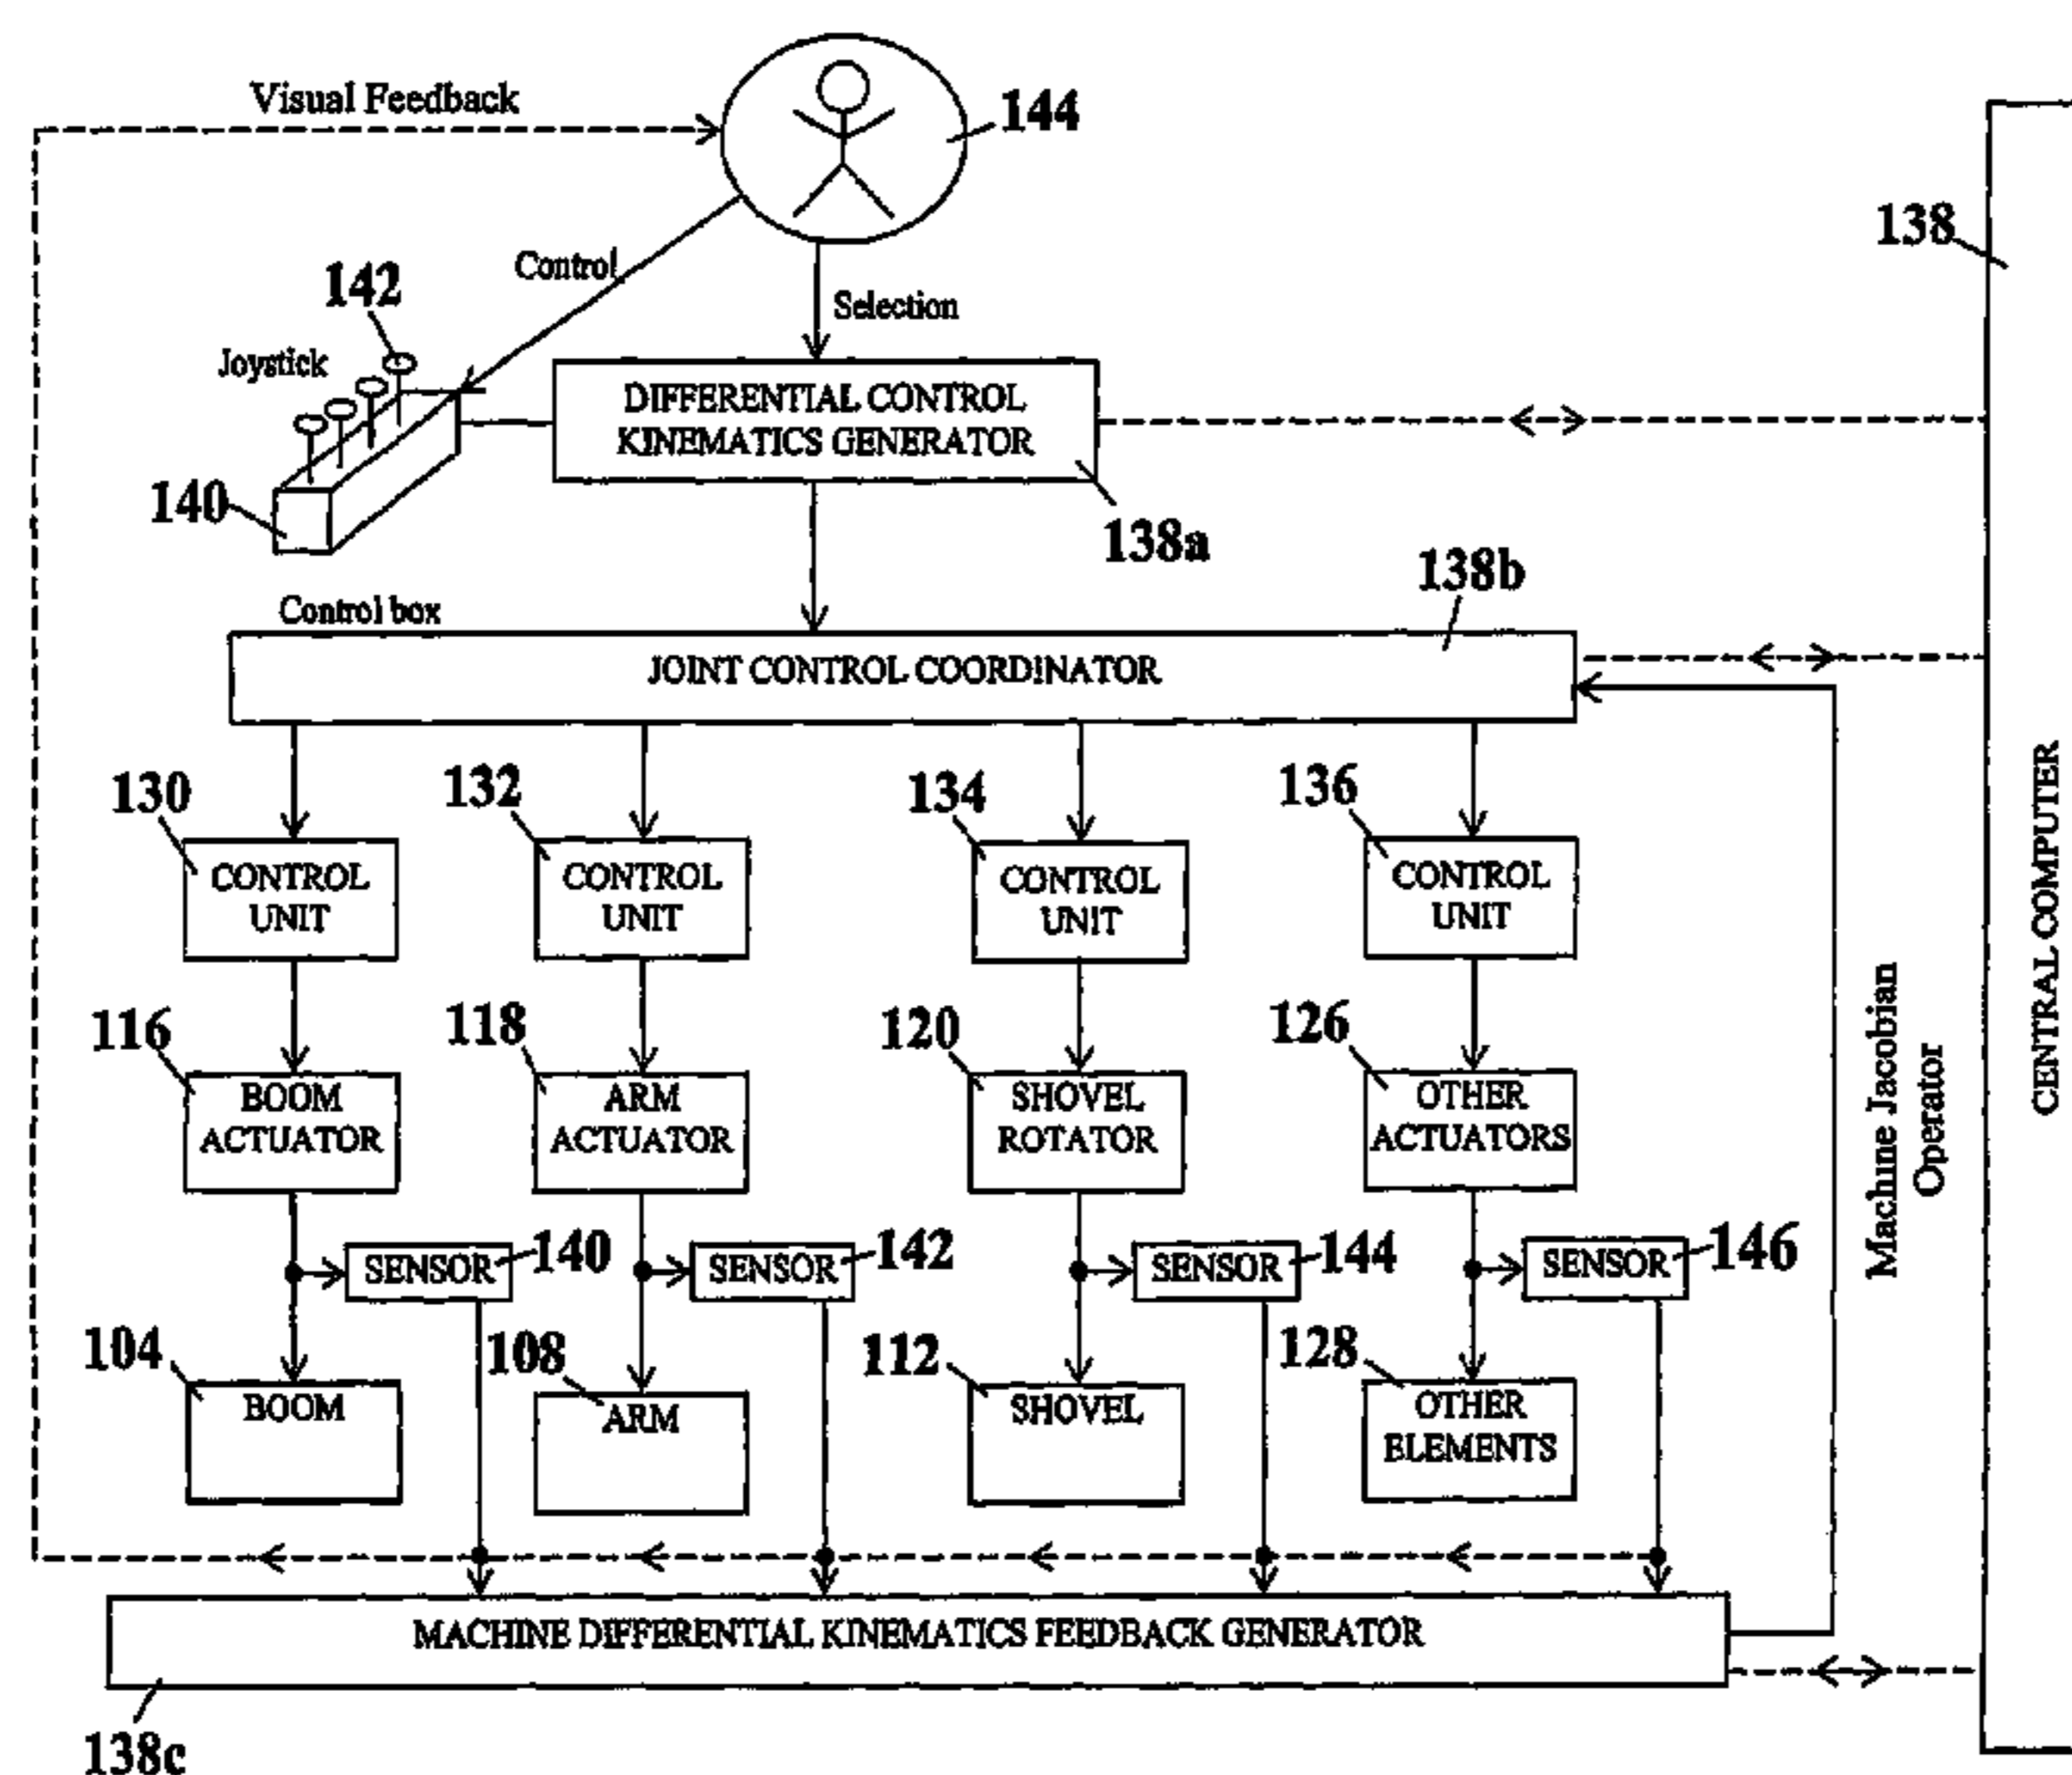 Visual Feedback
144
138
Control
142
Selection
Joystick
DIFFERENTIAL CONTROL
KINEMATICS GENERATOR
140
138a
138b
Control box
JOINT CONTROL COORDINATOR
130
132
134
136
CONTROL
UNIT
CONTROL
UNIT
CONTROL
UNIT
CONTROL
UNIT
CENTRAL COMPUTER
Machine Jacobian
Operator
116
118
120
126
BOOM
ACTUATOR
ARM
ACTUATOR
SHOVEL
ROTATOR
OTHER
ACTUATORS
SENSOR
140
SENSOR
142
SENSOR
144
SENSOR
146
104
108
112
128
BOOM
ARM
SHOVEL
OTHER
ELEMENTS
MACHINE DIFFERENTIAL KINEMATICS FEEDBACK GENERATOR
138c